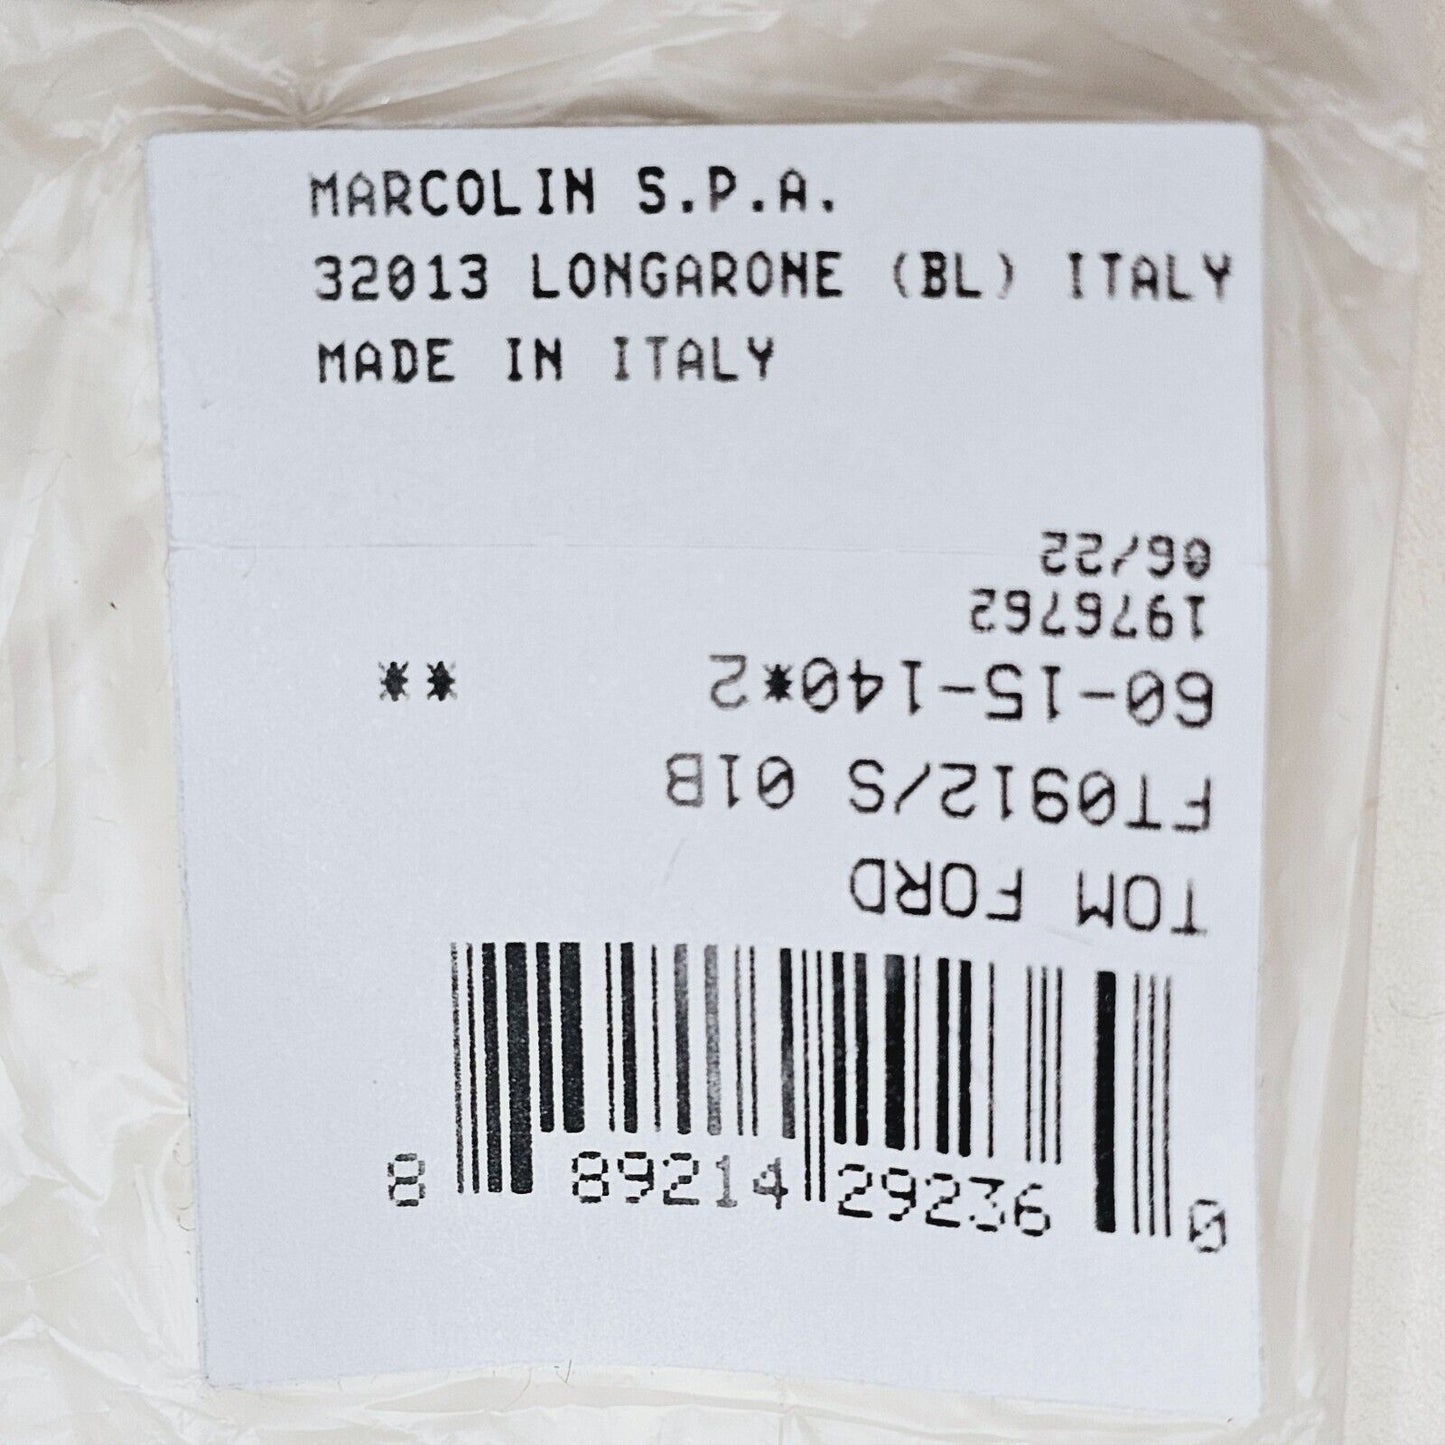 MARCOLIN S.P.A.
32013 LONGARONE (BL) ITALY
MADE IN ITALY
TOM FORD
FT0912/S 01B
60-15-140*2 **
1976762
06/22
8 89214 29236 0